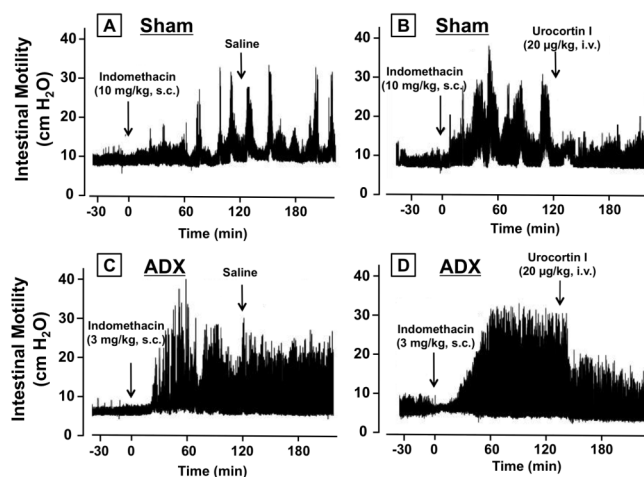 A Sham
Saline
Indomethacin
(10 mg/kg, s.c.)
Intestinal Motility
(cm H₂O)
40
30
20
10
0
-30 0 60 120 180
Time (min)
B Sham
Urocortin I
(20 µg/kg, i.v.)
Indomethacin
(10 mg/kg, s.c.)
40
30
20
10
0
-30 0 60 120 180
Time (min)
C ADX
Saline
Indomethacin
(3 mg/kg, s.c.)
Intestinal Motility
(cm H₂O)
40
30
20
10
0
-30 0 60 120 180
Time (min)
D ADX
Urocortin I
(20 µg/kg, i.v.)
Indomethacin
(3 mg/kg, s.c.)
40
30
20
10
0
-30 0 60 120 180
Time (min)